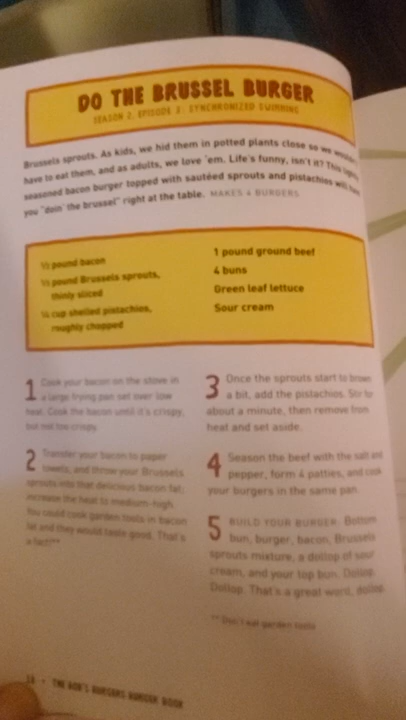 DO THE BRUSSEL BURGER
SEASON 2, EPISODE 3: SYNCHRONIZED SWIMMING
Brussels sprouts. As kids, we hid them in potted plants close so we
have to eat them, and as adults, we love 'em. Life's funny, isn't it? This
seasoned bacon burger topped with sautéed sprouts and pistachios will have
you "doin' the brussel" right at the table. MAKES 4 BURGERS
½ pound bacon
½ pound Brussels sprouts,
thinly sliced
¼ cup shelled pistachios,
roughly chopped
1 pound ground beef
4 buns
Green leaf lettuce
Sour cream
1 Cook your bacon on the stove in
a large frying pan set over low
heat. Cook the bacon until it's crispy,
but not too crispy.
2 Transfer your bacon to paper
towels, and throw your Brussels
sprouts into that delicious bacon fat;
increase the heat to medium-high.
You could cook garden tools in bacon
fat and they would taste good. That's
a fact!**
3 Once the sprouts start to brown
a bit, add the pistachios. Stir for
about a minute, then remove from
heat and set aside.
4 Season the beef with the salt and
pepper, form 4 patties, and cook
your burgers in the same pan.
5 BUILD YOUR BURGER: Bottom
bun, burger, bacon, Brussels
sprouts mixture, a dollop of sour
cream, and your top bun. Dollop.
Dollop. That's a great word, dollop.
** Don't eat garden tools
• THE BOB'S BURGERS BURGER BOOK